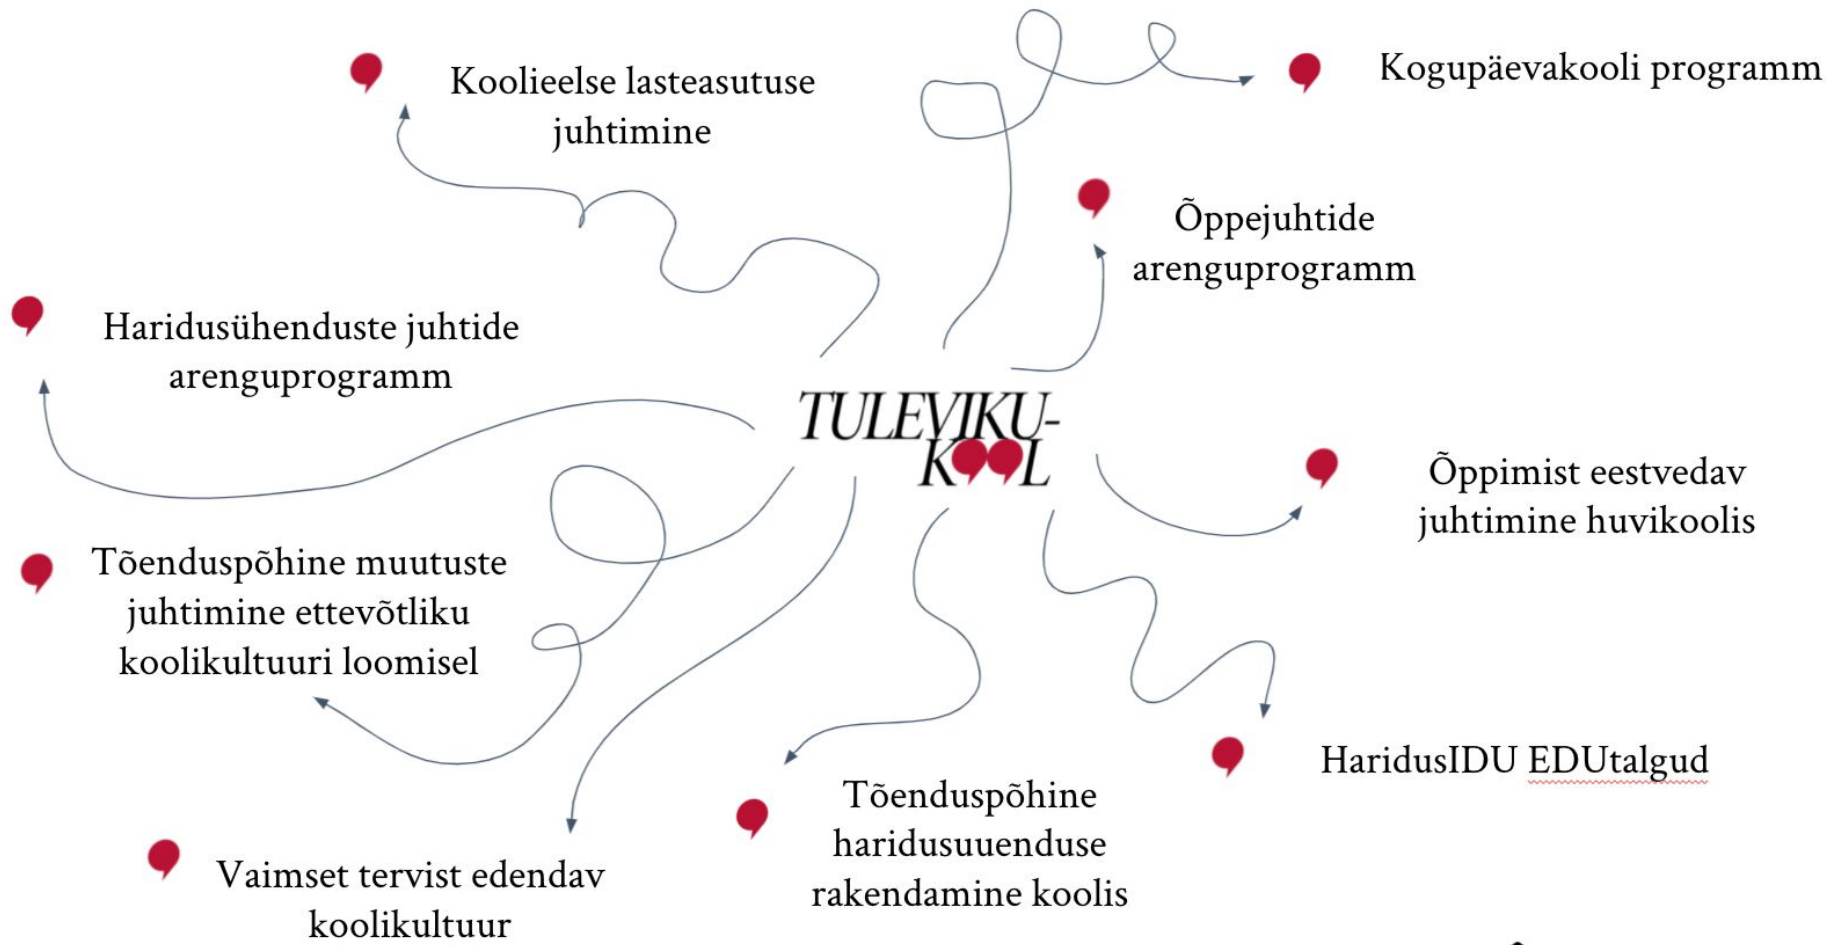 Koolieelse lasteasutuse
juhtimine
Kogupäevakooli programm
Õppejuhtide
arenguprogramm
Haridusühenduste juhtide
arenguprogramm
TULEVIKU-
KOOL
Õppimist eestvedav
juhtimine huvikoolis
Tõenduspõhine muutuste
juhtimine ettevõtliku
koolikultuuri loomisel
HaridusIDU EDUtalgud
Tõenduspõhine
haridusuuenduse
rakendamine koolis
Vaimset tervist edendav
koolikultuur